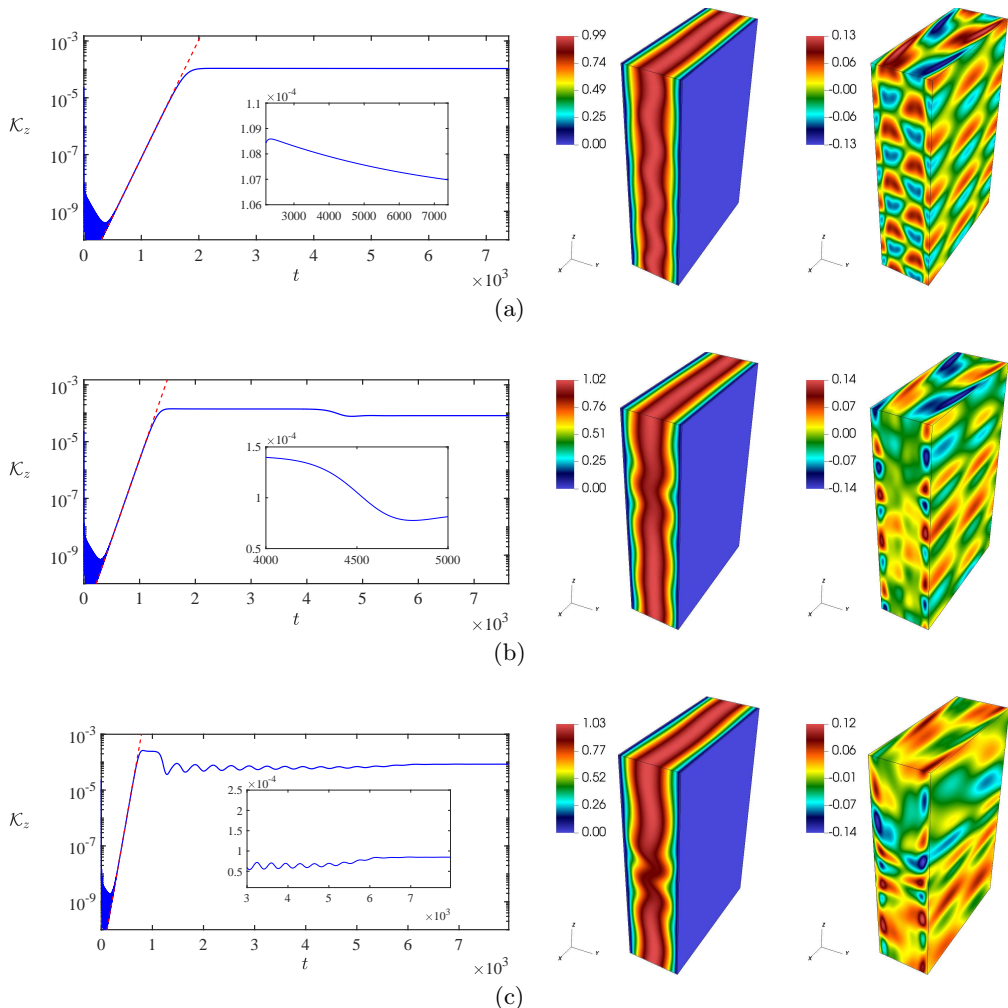 10^{-3}
10^{-5}
10^{-7}
10^{-9}
\mathcal{K}_z
0 1 2 3 4 5 6 7
t
×10^3
×10^{-4}
1.1
1.09
1.08
1.07
1.06
3000 4000 5000 6000 7000
0.99
0.74
0.49
0.25
0.00
Z
X
Y
0.13
0.06
-0.00
-0.06
-0.13
Z
X
Y
(a)
10^{-3}
10^{-5}
10^{-7}
10^{-9}
\mathcal{K}_z
0 1 2 3 4 5 6 7
t
×10^3
×10^{-4}
1.5
1
0.5
4000 4500 5000
1.02
0.76
0.51
0.25
0.00
Z
X
Y
0.14
0.07
0.00
-0.07
-0.14
Z
X
Y
(b)
10^{-3}
10^{-5}
10^{-7}
10^{-9}
\mathcal{K}_z
0 1 2 3 4 5 6 7
t
×10^3
×10^{-4}
2.5
2
1.5
1
0.5
3 4 5 6 7
×10^3
1.03
0.77
0.52
0.26
0.00
Z
X
Y
0.12
0.06
-0.01
-0.07
-0.14
Z
X
Y
(c)